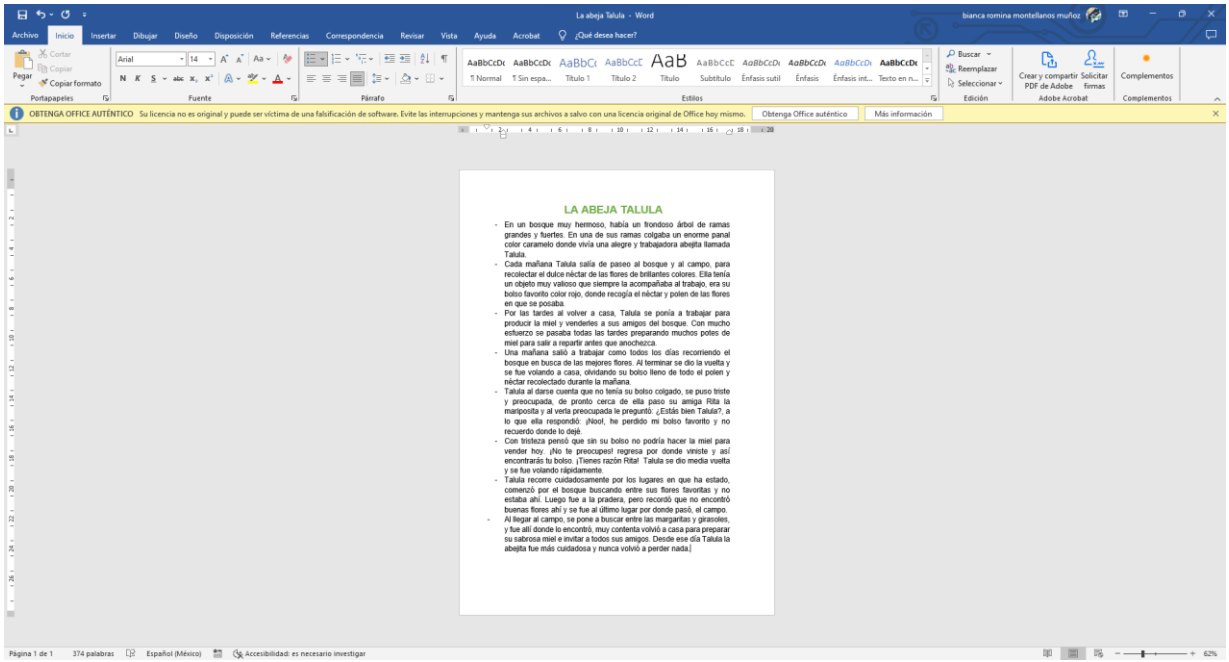 La abeja Talula - Word
bianca romina montellanos muñoz
Archivo Inicio Insertar Dibujar Diseño Disposición Referencias Correspondencia Revisar Vista Ayuda Acrobat ¿Qué desea hacer?
Pegar
Cortar
Copiar
Copiar formato
Portapapeles
Arial 14
N K S abc x, x²
Fuente
Párrafo
AaBbCcDc AaBbCcDc AaBbCc AaBbCcE AaB AaBbCcE AaBbCcDc AaBbCcDc AaBbCcDc AaBbCcDc
¶ Normal ¶ Sin espa... Título 1 Título 2 Título Subtítulo Énfasis sutil Énfasis Énfasis int... Texto en n...
Estilos
Buscar
Reemplazar
Seleccionar
Edición
Crear y compartir PDF de Adobe
Solicitar firmas
Adobe Acrobat
Complementos
Complementos
OBTENGA OFFICE AUTÉNTICO Su licencia no es original y puede ser víctima de una falsificación de software. Evite las interrupciones y mantenga sus archivos a salvo con una licencia original de Office hoy mismo. Obtenga Office auténtico Más información
LA ABEJA TALULA
- En un bosque muy hermoso, había un frondoso árbol de ramas
grandes y fuertes. En una de sus ramas colgaba un enorme panal
color caramelo donde vivía una alegre y trabajadora abejita llamada
Talula.
- Cada mañana Talula salía de paseo al bosque y al campo, para
recolectar el dulce néctar de las flores de brillantes colores. Ella tenía
un objeto muy valioso que siempre la acompañaba al trabajo, era su
bolso favorito color rojo, donde recogía el néctar y polen de las flores
en que se posaba.
- Por las tardes al volver a casa, Talula se ponía a trabajar para
producir la miel y venderles a sus amigos del bosque. Con mucho
esfuerzo se pasaba todas las tardes preparando muchos potes de
miel para salir a repartir antes que anochezca.
- Una mañana salió a trabajar como todos los días recorriendo el
bosque en busca de las mejores flores. Al terminar se dio la vuelta y
se fue volando a casa, olvidando su bolso lleno de todo el polen y
néctar recolectado durante la mañana.
- Talula al darse cuenta que no tenía su bolso colgado, se puso triste
y preocupada, de pronto cerca de ella paso su amiga Rita la
mariposita y al verla preocupada le preguntó: ¿Estás bien Talula?, a
lo que ella respondió: ¡Noo!, he perdido mi bolso favorito y no
recuerdo donde lo dejé.
- Con tristeza pensó que sin su bolso no podría hacer la miel para
vender hoy. ¡No te preocupes! regresa por donde viniste y así
encontrarás tu bolso. ¡Tienes razón Rita! Talula se dio media vuelta
y se fue volando rápidamente.
- Talula recorre cuidadosamente por los lugares en que ha estado,
comenzó por el bosque buscando entre sus flores favoritas y no
estaba ahí. Luego fue a la pradera, pero recordó que no encontró
buenas flores ahí y se fue al último lugar por donde pasó, el campo.
- Al llegar al campo, se pone a buscar entre las margaritas y girasoles,
y fue allí donde lo encontró, muy contenta volvió a casa para preparar
su sabrosa miel e invitar a todos sus amigos. Desde ese día Talula la
abejita fue más cuidadosa y nunca volvió a perder nada.
Página 1 de 1 374 palabras Español (México) Accesibilidad: es necesario investigar 62%